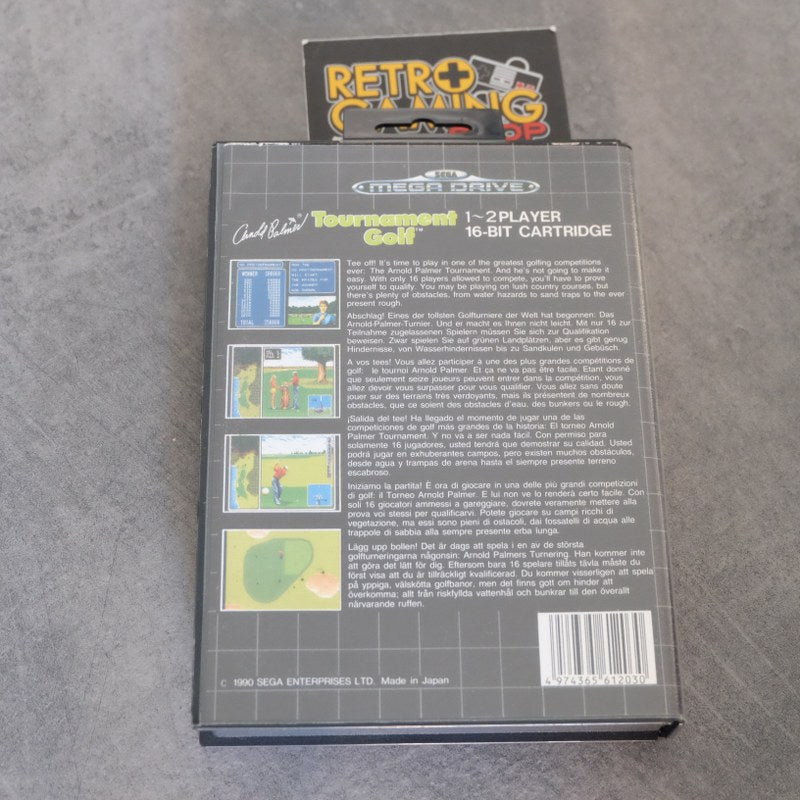 RETRO
GAMING
SHOP
SEGA
MEGA DRIVE
Arnold Palmer
Tournament
Golf™
1~2 PLAYER
16-BIT CARTRIDGE
Tee off! It's time to play in one of the greatest golfing competitions
ever: The Arnold Palmer Tournament. And he's not going to make it
easy. With only 16 players allowed to compete, you'll have to prove
yourself to qualify. You may be playing on lush country courses, but
there's plenty of obstacles, from water hazards to sand traps to the ever
present rough.
Abschlag! Eines der tollsten Golfturniere der Welt hat begonnen: Das
Arnold-Palmer-Turnier. Und er macht es Ihnen nicht leicht. Mit nur 16 zur
Teilnahme zugelassenen Spielern müssen Sie sich zur Qualifikation
beweisen. Zwar spielen Sie auf grünen Landplätzen, aber es gibt genug
Hindernisse, von Wasserhindernissen bis zu Sandkulen und Gebüsch.
A vos tees! Vous allez participer à une des plus grandes compétitions de
golf: le tournoi Arnold Palmer. Et ça ne va pas être facile. Etant donné
que seulement seize joueurs peuvent entrer dans la compétition, vous
allez devoir vous surpasser pour vous qualifier. Vous allez sans doute
jouer sur des terrains très verdoyants, mais ils présentent de nombreux
obstacles, que ce soient des obstacles d'eau, des bunkers ou le rough.
¡Salida del tee! Ha llegado el momento de jugar una de las
competiciones de golf más grandes de la historia: El torneo Arnold
Palmer Tournament. Y no va a ser nada fácil. Con permiso para
solamente 16 jugadores, usted tendrá que demostrar su calidad. Usted
podrá jugar en exhuberantes campos, pero existen muchos obstáculos,
desde agua y trampas de arena hasta el siempre presente terreno
escabroso.
Iniziamo la partita! È ora di giocare in una delle più grandi competizioni
di golf: il Torneo Arnold Palmer. E lui non ve lo renderà certo facile. Con
soli 16 giocatori ammessi a gareggiare, dovrete veramente mettere alla
prova voi stessi per qualificarvi. Potete giocare su campi ricchi di
vegetazione, ma essi sono pieni di ostacoli, dai fossatelli di acqua alle
trappole di sabbia alla sempre presente erba lunga.
Lägg upp bollen! Det är dags att spela i en av de största
golfturneringarna någonsin: Arnold Palmers Turnering. Han kommer inte
att göra det lätt för dig. Eftersom bara 16 spelare tillåts tävla måste du
först visa att du är tillräckligt kvalificerad. Du kommer visserligen att spela
på yppiga, välskötta golfbanor, men det finns gott om hinder att
överkomma; allt från riskfyllda vattenhål och bunkrar till den överallt
närvarande ruffen.
© 1990 SEGA ENTERPRISES LTD. Made in Japan
4 974365 612030